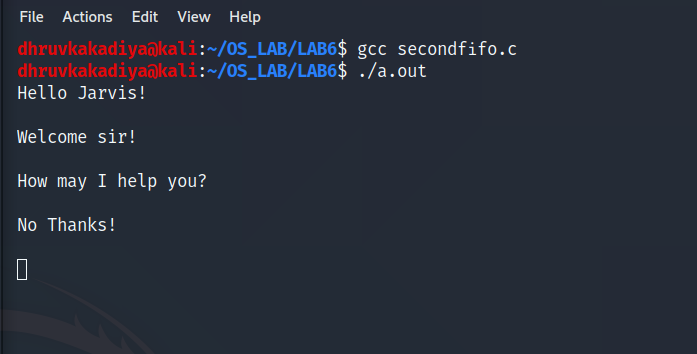 File Actions Edit View Help
dhruvkakadiya@kali:~/OS_LAB/LAB6$ gcc secondfifo.c
dhruvkakadiya@kali:~/OS_LAB/LAB6$ ./a.out
Hello Jarvis!
Welcome sir!
How may I help you?
No Thanks!